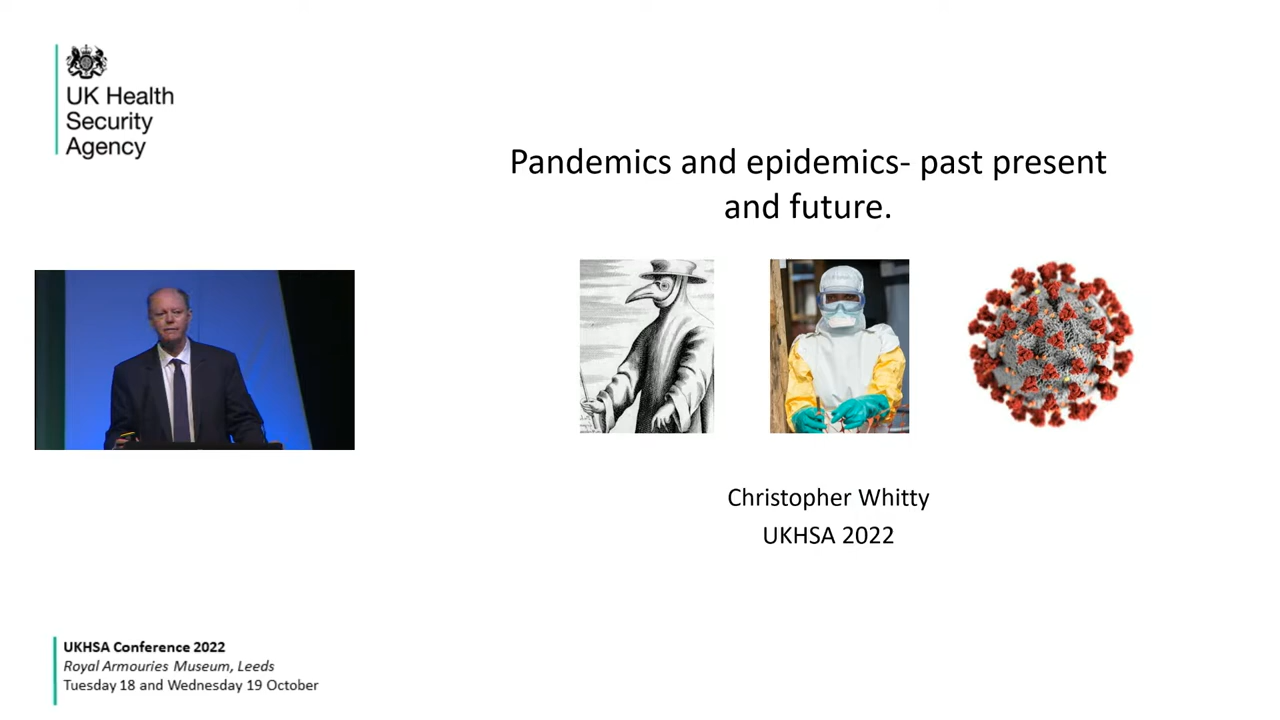 UK Health
Security
Agency
Pandemics and epidemics- past present
and future.
Christopher Whitty
UKHSA 2022
UKHSA Conference 2022
Royal Armouries Museum, Leeds
Tuesday 18 and Wednesday 19 October